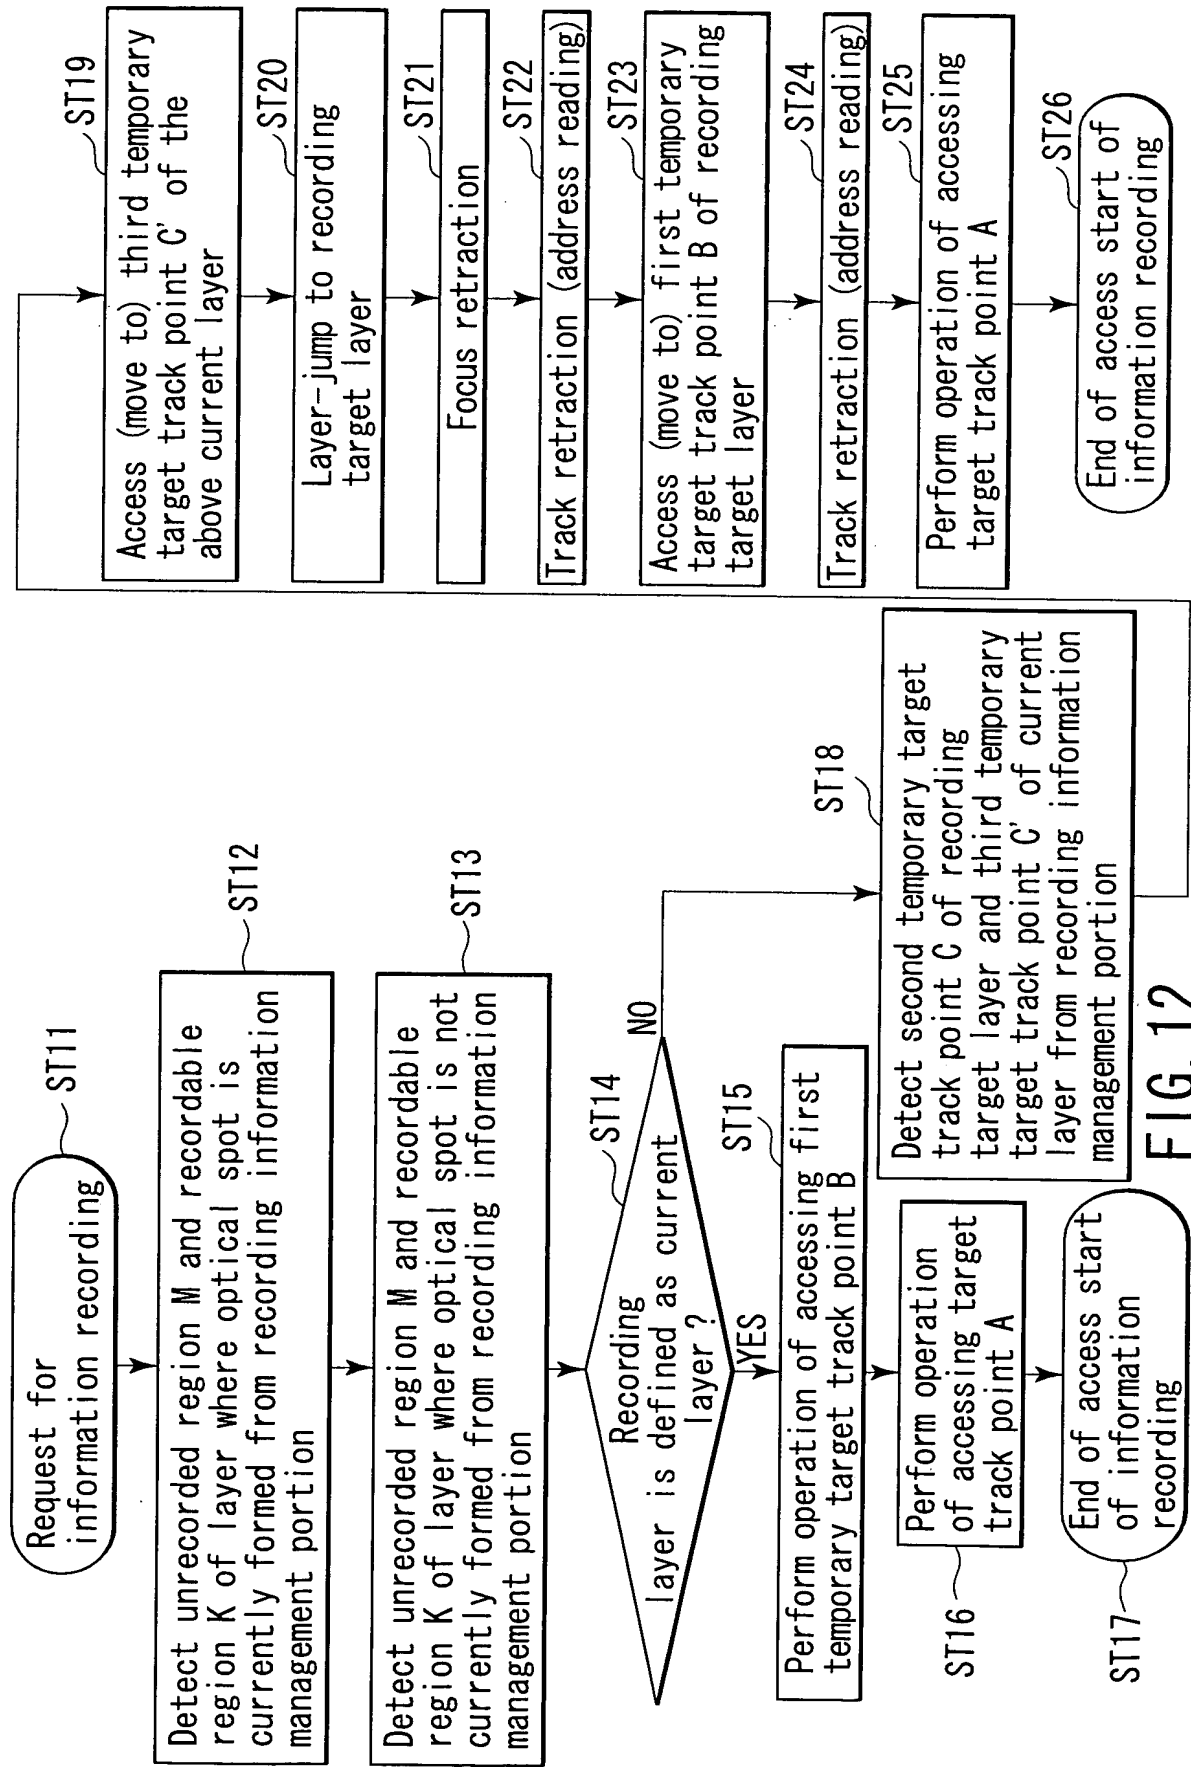 Request for
information recording
ST11
Detect unrecorded region M and recordable
region K of layer where optical spot is
currently formed from recording information
management portion
ST12
Detect unrecorded region M and recordable
region K of layer where optical spot is not
currently formed from recording information
management portion
ST13
Recording
layer is defined as current
layer?
ST14
NO
YES
ST15
Perform operation of accessing first
temporary target track point B
Perform operation
of accessing target
track point A
ST16
End of access start
of information
recording
ST17
ST18
Detect second temporary target
track point C of recording
target layer and third temporary
target track point C' of current
layer from recording information
management portion
ST19
Access (move to) third temporary
target track point C' of the
above current layer
ST20
Layer-jump to recording
target layer
ST21
Focus retraction
ST22
Track retraction (address reading)
ST23
Access (move to) first temporary
target track point B of recording
target layer
ST24
Track retraction (address reading)
ST25
Perform operation of accessing
target track point A
ST26
End of access start of
information recording
FIG. 12